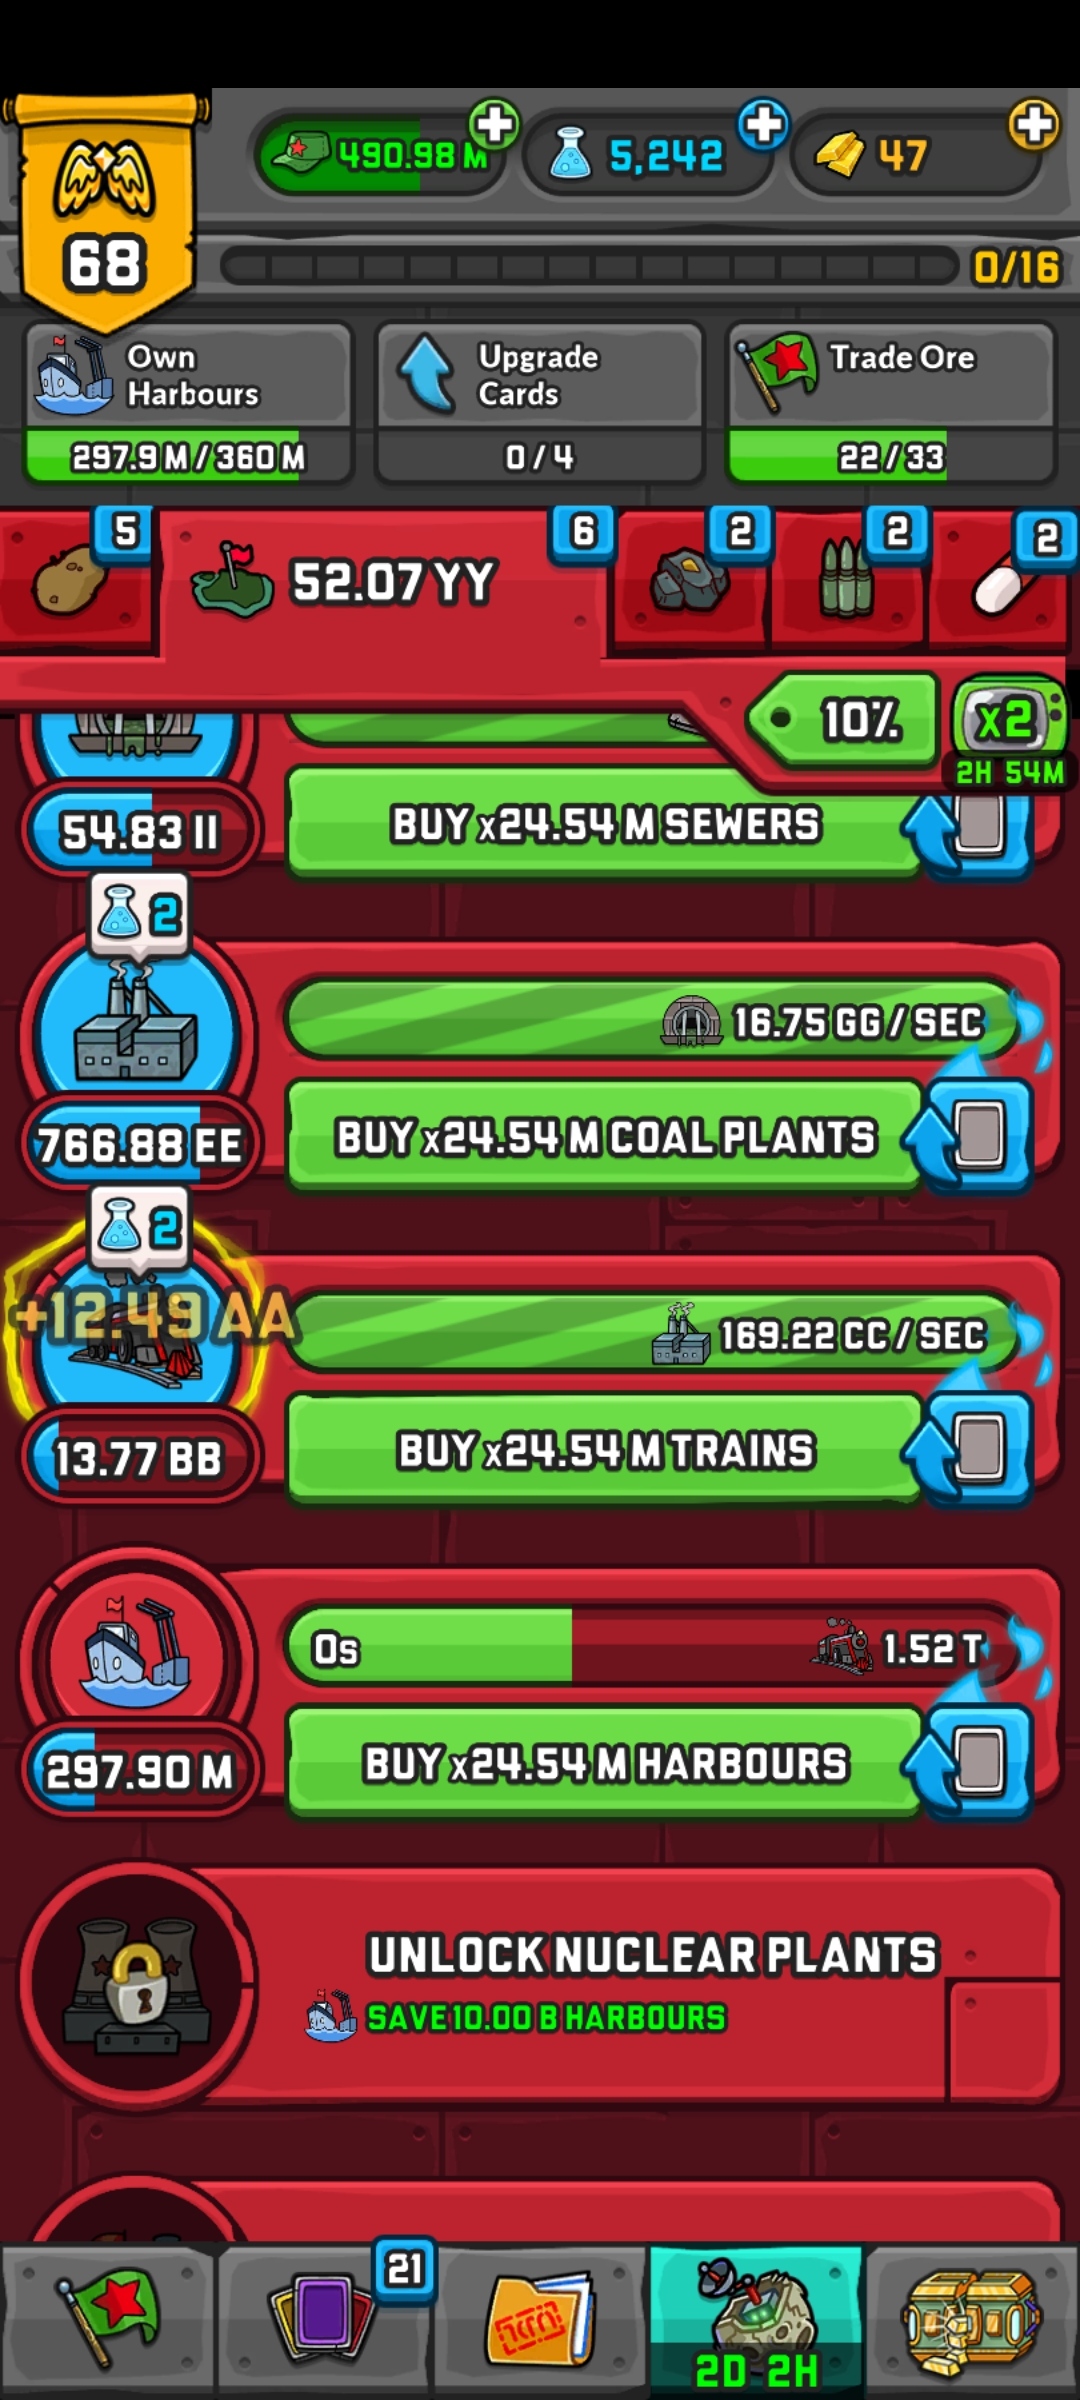 490.98 M
5,242
47
68
0/16
Own
Harbours
297.9 M / 360 M
Upgrade
Cards
0 / 4
Trade Ore
22 / 33
5
52.07 YY
6
2
2
2
10%
x2
2H 54M
54.83 II
BUY x24.54 M SEWERS
2
766.88 EE
16.75 GG / SEC
BUY x24.54 M COAL PLANTS
2
+12.49 AA
13.77 BB
169.22 CC / SEC
BUY x24.54 M TRAINS
297.90 M
0s
1.52 T
BUY x24.54 M HARBOURS
UNLOCK NUCLEAR PLANTS
SAVE 10.00 B HARBOURS
21
2D 2H